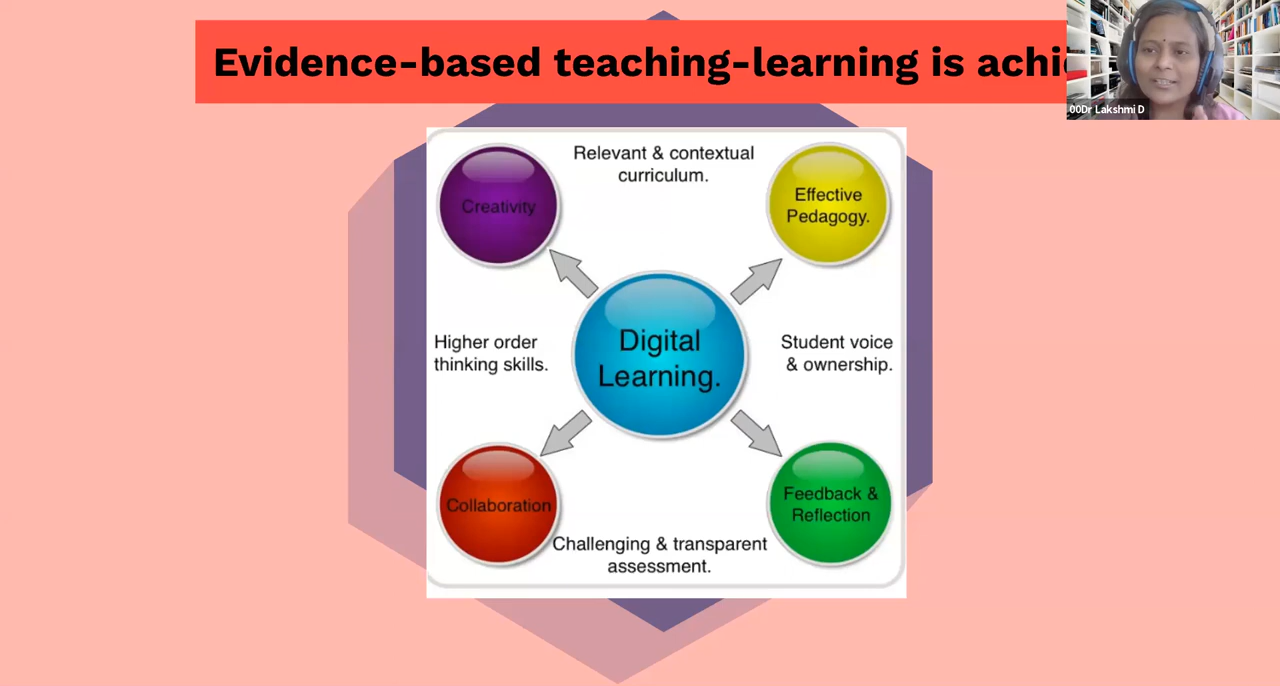 Evidence-based teaching-learning is
00Dr Lakshmi D
Relevant & contextual
curriculum.
Creativity
Effective
Pedagogy.
Higher order
thinking skills.
Digital
Learning.
Student voice
& ownership.
Collaboration
Feedback &
Reflection
Challenging & transparent
assessment.